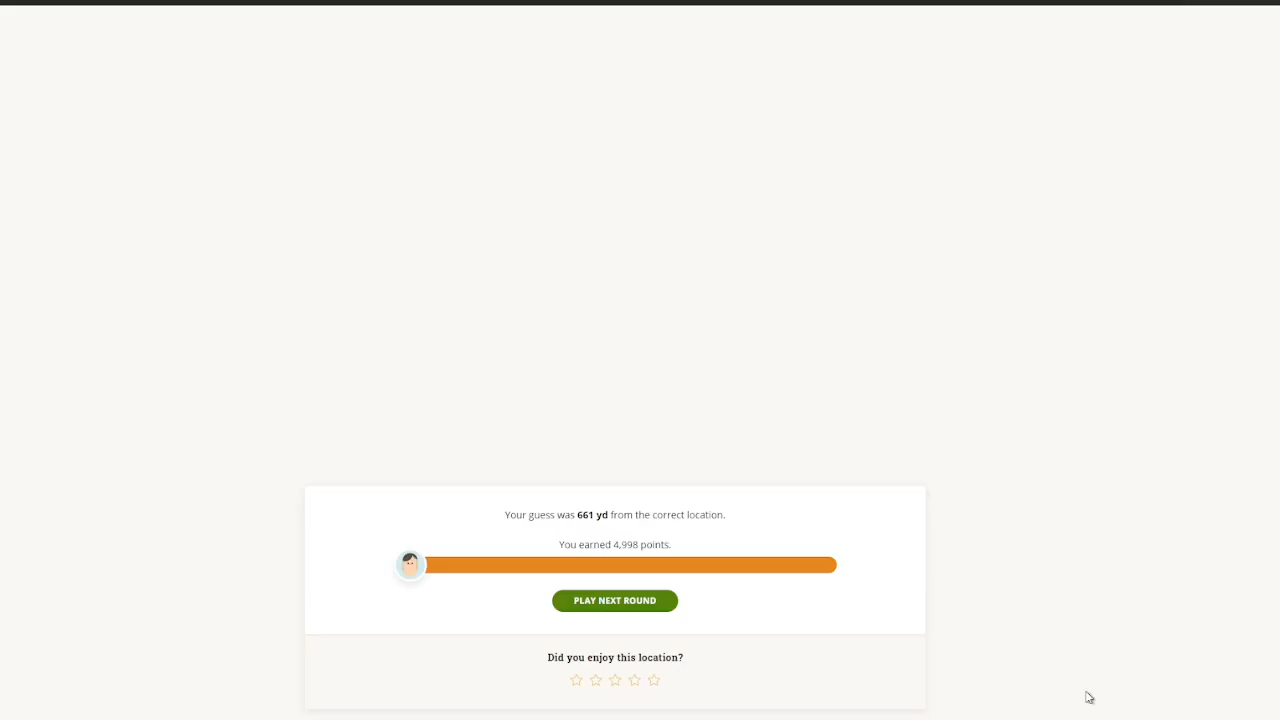 Your guess was 661 yd from the correct location.
You earned 4,998 points.
PLAY NEXT ROUND
Did you enjoy this location?